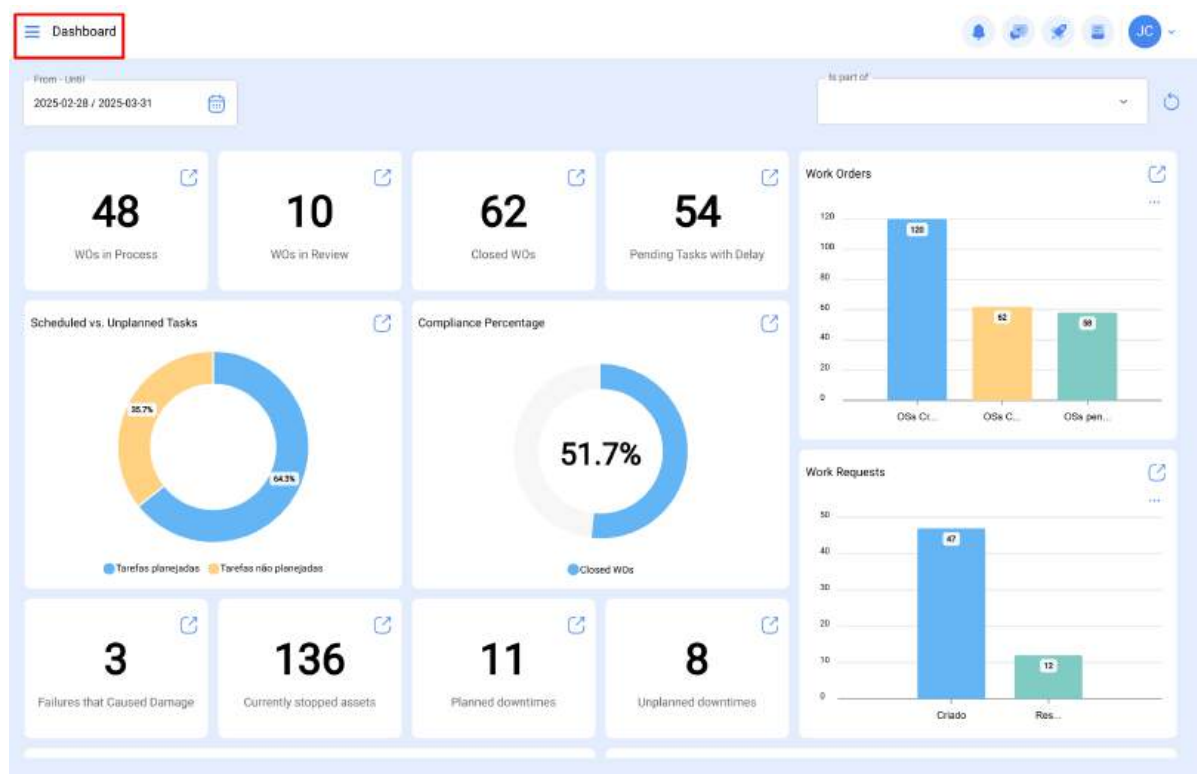 Dashboard
JC
From - Until
2025-02-28 / 2025-03-31
Is part of
48
WOs in Process
10
WOs in Review
62
Closed WOs
54
Pending Tasks with Delay
Work Orders
...
120
100
80
60
40
20
0
120
62
58
OSs Cr...
OSs C...
OSs pen...
Scheduled vs. Unplanned Tasks
35.7%
64.3%
Tarefas planejadas Tarefas não planejadas
Compliance Percentage
51.7%
Closed WOs
Work Requests
...
50
40
30
20
10
0
47
12
Criado
Res...
3
Failures that Caused Damage
136
Currently stopped assets
11
Planned downtimes
8
Unplanned downtimes